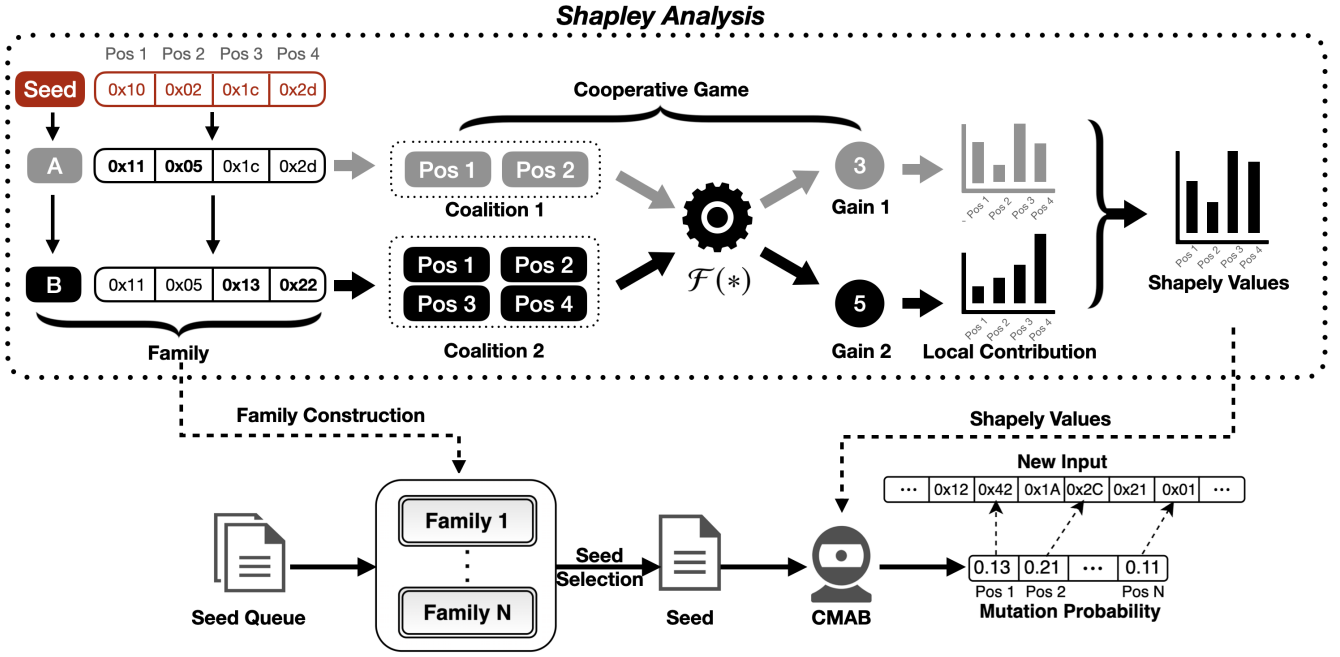 Shapley Analysis
Pos 1 Pos 2 Pos 3 Pos 4
Seed 0x10 0x02 0x1c 0x2d
Cooperative Game
A 0x11 0x05 0x1c 0x2d
Pos 1 Pos 2
Coalition 1
3
Gain 1
Pos 1 Pos 2 Pos 3 Pos 4
B 0x11 0x05 0x13 0x22
Pos 1 Pos 2
Pos 3 Pos 4
Coalition 2
F (*)
5
Gain 2
Pos 1 Pos 2 Pos 3 Pos 4
Local Contribution
Pos 1 Pos 2 Pos 3 Pos 4
Shapely Values
Family
Family Construction
Shapely Values
New Input
... 0x12 0x42 0x1A 0x2C 0x21 0x01 ...
Seed Queue
Family 1
Family N
Seed
Selection
Seed
CMAB
0.13 0.21 ... 0.11
Pos 1 Pos 2 Pos N
Mutation Probability